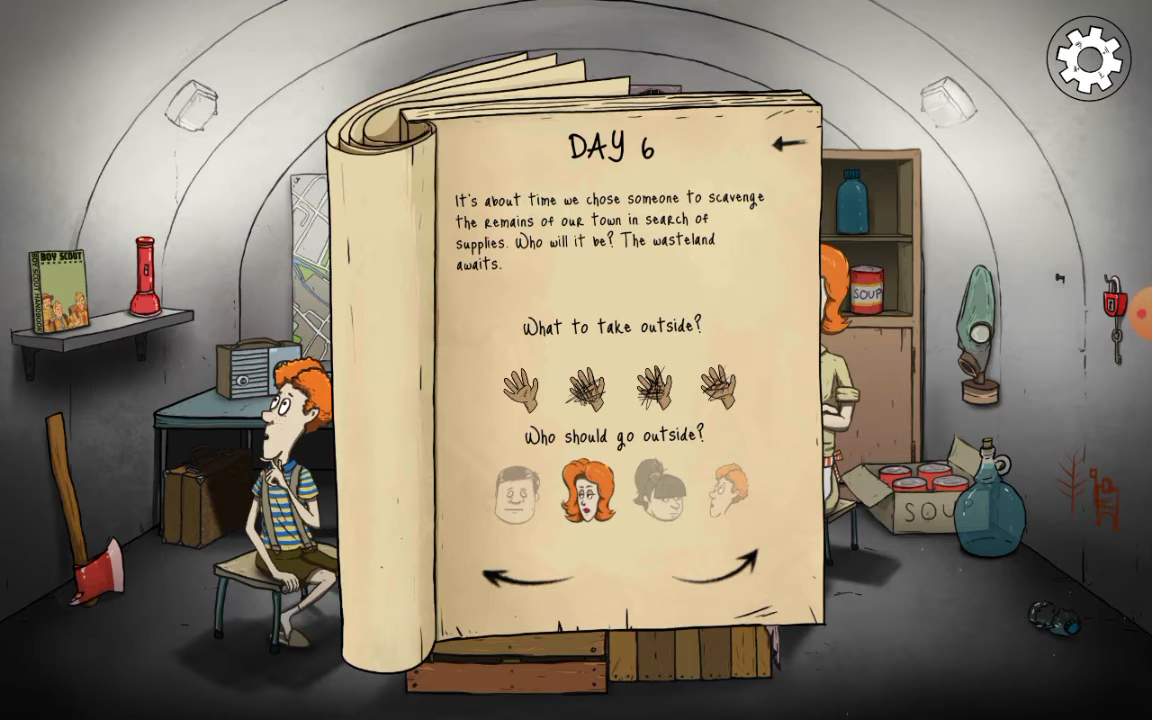 DAY 6
It's about time we chose someone to scavenge
the remains of our town in search of
supplies. Who will it be? The wasteland
awaits.
What to take outside?
Who should go outside?
BOY SCOUT
BOY SCOUT HANDBOOK
SOUP
SOU